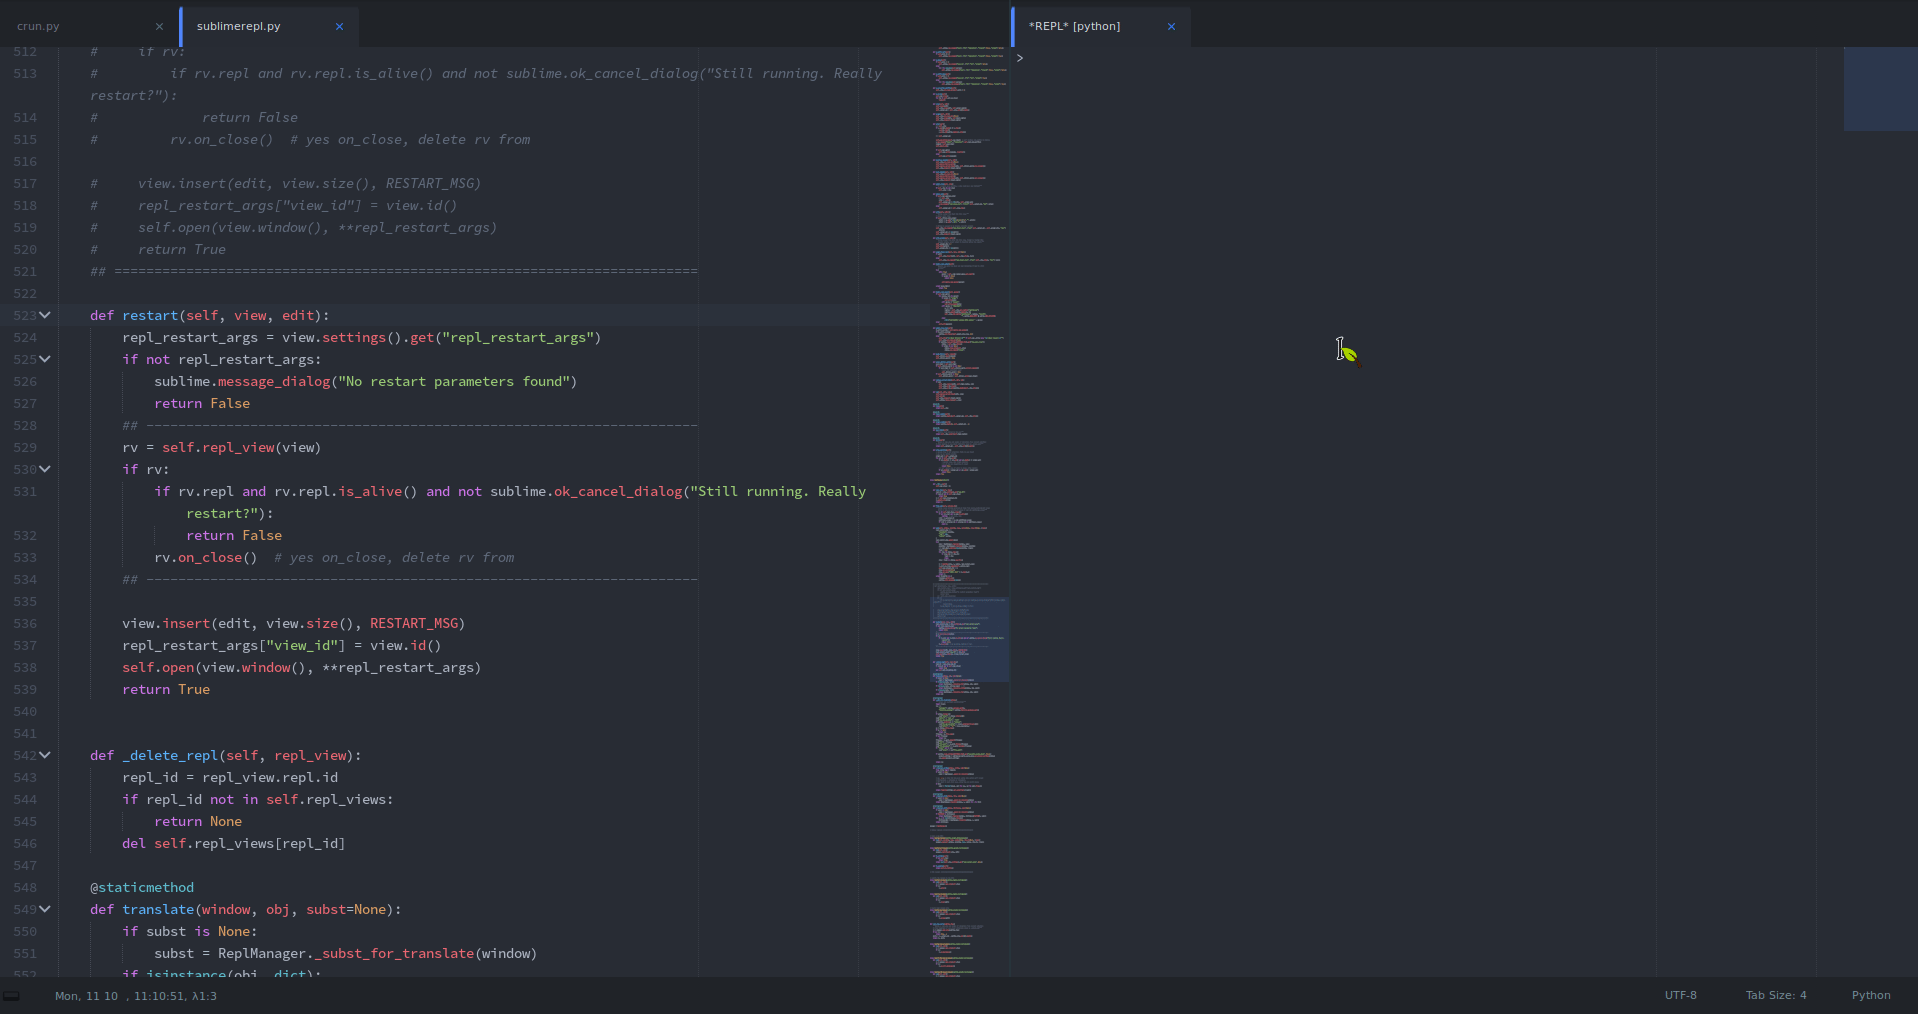 crun.py × sublimerepl.py × *REPL* [python] ×
512 # if rv:
513 # if rv.repl and rv.repl.is_alive() and not sublime.ok_cancel_dialog("Still running. Really
restart?"):
514 # return False
515 # rv.on_close() # yes on_close, delete rv from
516
517 # view.insert(edit, view.size(), RESTART_MSG)
518 # repl_restart_args["view_id"] = view.id()
519 # self.open(view.window(), **repl_restart_args)
520 # return True
521 ## =========================================================================
522
523 def restart(self, view, edit):
524 repl_restart_args = view.settings().get("repl_restart_args")
525 if not repl_restart_args:
526 sublime.message_dialog("No restart parameters found")
527 return False
528 ## ---------------------------------------------------------------------
529 rv = self.repl_view(view)
530 if rv:
531 if rv.repl and rv.repl.is_alive() and not sublime.ok_cancel_dialog("Still running. Really
restart?"):
532 return False
533 rv.on_close() # yes on_close, delete rv from
534 ## ---------------------------------------------------------------------
535
536 view.insert(edit, view.size(), RESTART_MSG)
537 repl_restart_args["view_id"] = view.id()
538 self.open(view.window(), **repl_restart_args)
539 return True
540
541
542 def _delete_repl(self, repl_view):
543 repl_id = repl_view.repl.id
544 if repl_id not in self.repl_views:
545 return None
546 del self.repl_views[repl_id]
547
548 @staticmethod
549 def translate(window, obj, subst=None):
550 if subst is None:
551 subst = ReplManager._subst_for_translate(window)
552 if isinstance(obj, dict):
>
Mon, 11 10 , 11:10:51, λ1:3 UTF-8 Tab Size: 4 Python